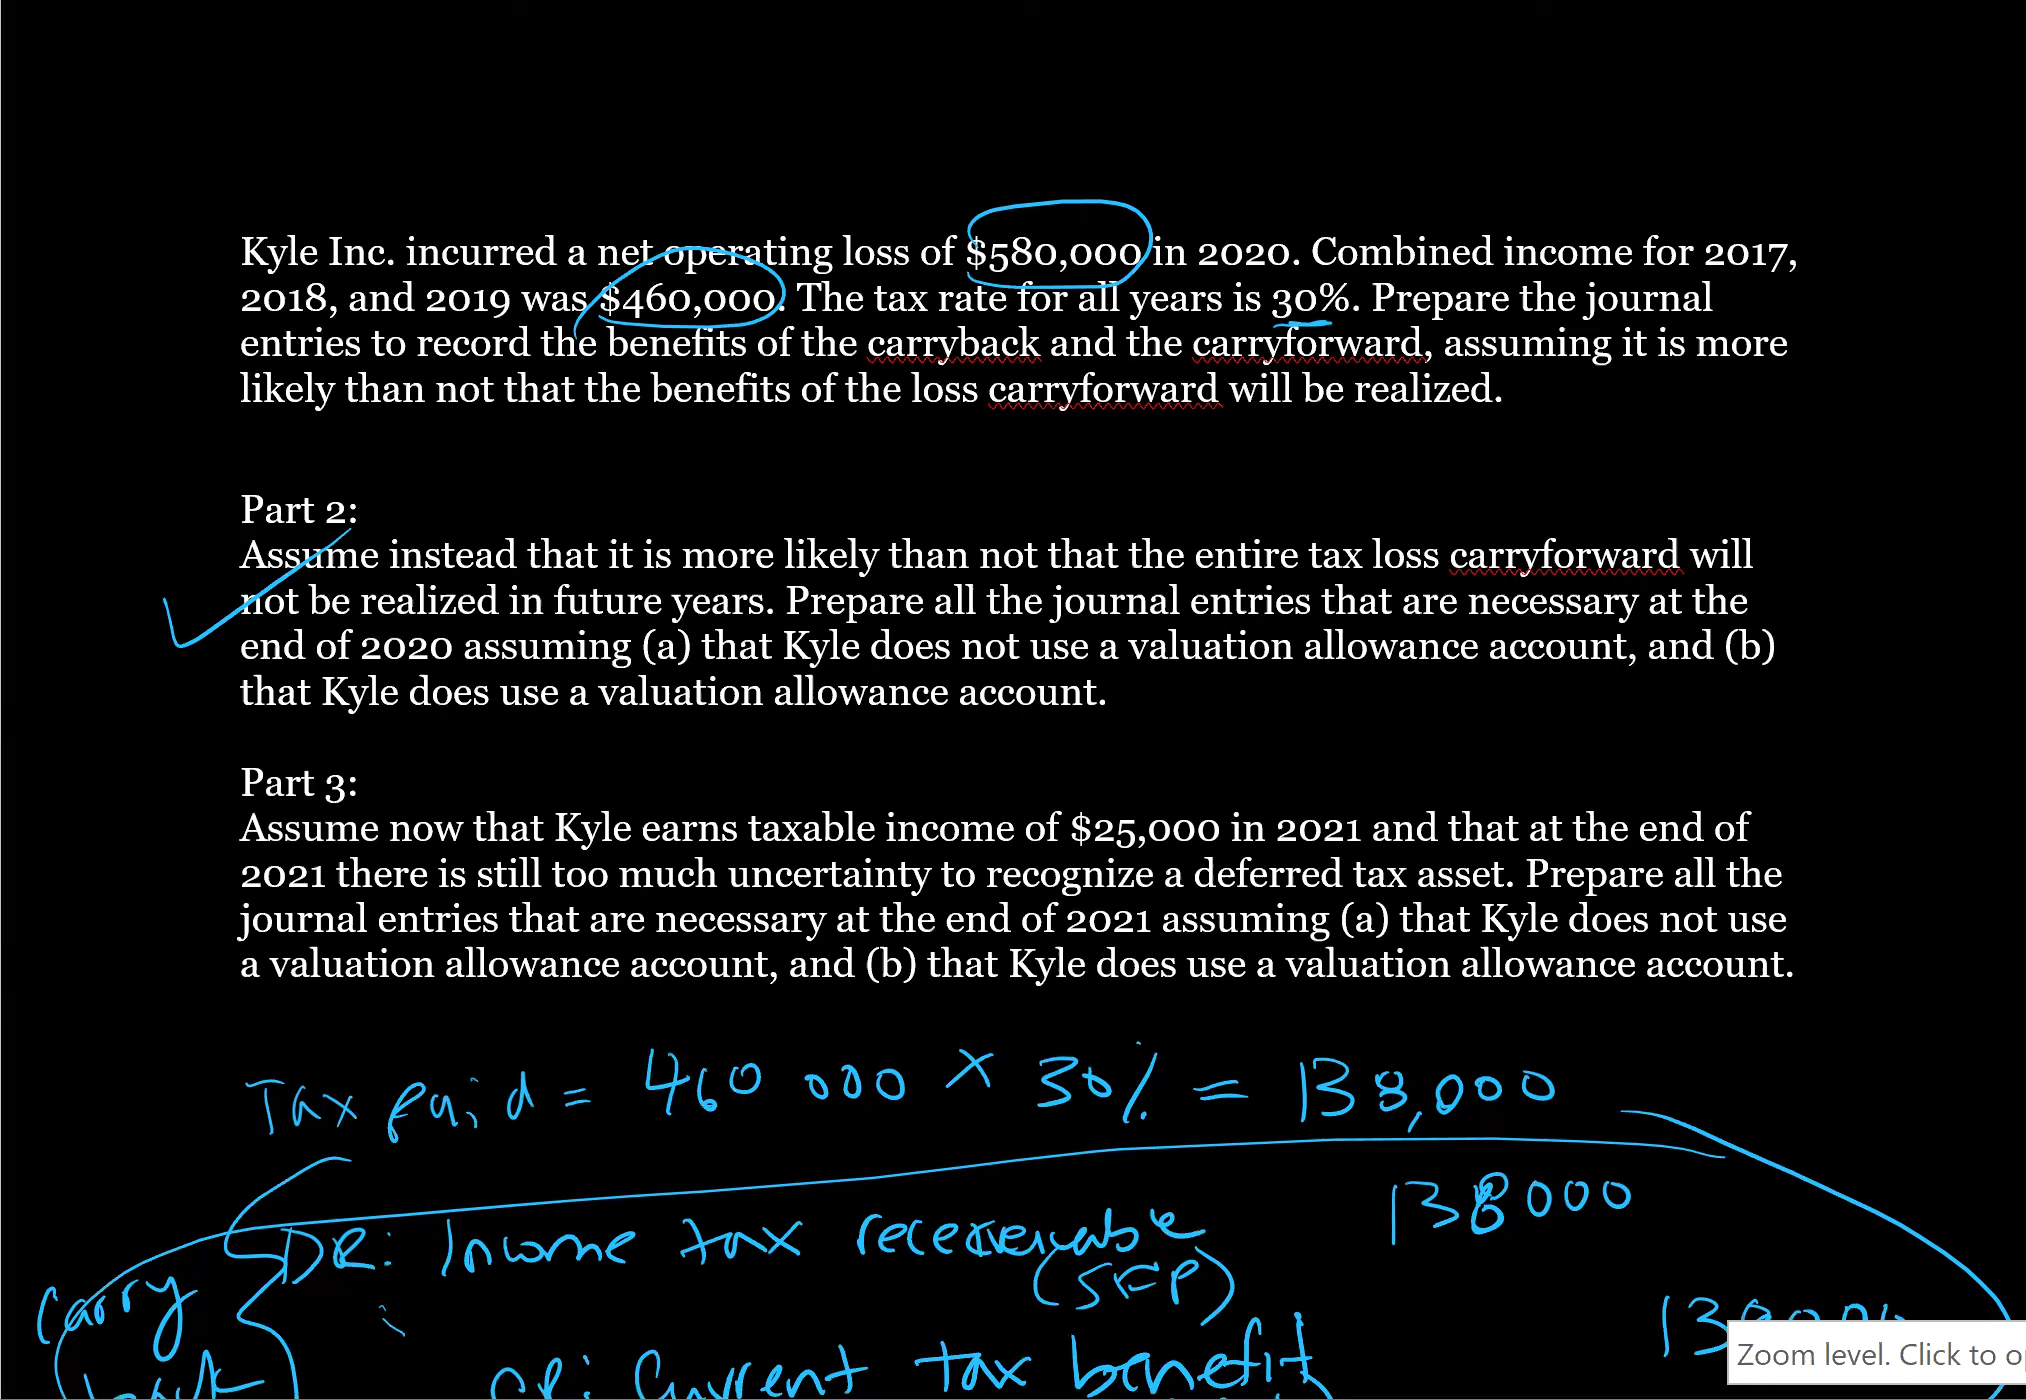 Kyle Inc. incurred a net operating loss of $580,000 in 2020. Combined income for 2017,
2018, and 2019 was $460,000. The tax rate for all years is 30%. Prepare the journal
entries to record the benefits of the carryback and the carryforward, assuming it is more
likely than not that the benefits of the loss carryforward will be realized.
Part 2:
Assume instead that it is more likely than not that the entire tax loss carryforward will
not be realized in future years. Prepare all the journal entries that are necessary at the
end of 2020 assuming (a) that Kyle does not use a valuation allowance account, and (b)
that Kyle does use a valuation allowance account.
Part 3:
Assume now that Kyle earns taxable income of $25,000 in 2021 and that at the end of
2021 there is still too much uncertainty to recognize a deferred tax asset. Prepare all the
journal entries that are necessary at the end of 2021 assuming (a) that Kyle does not use
a valuation allowance account, and (b) that Kyle does use a valuation allowance account.
Tax paid = 460 000 × 30% = 138,000
138000
DR: Income tax
(SFP)
Carry
CR: Current tax benefit
Zoom level. Click to